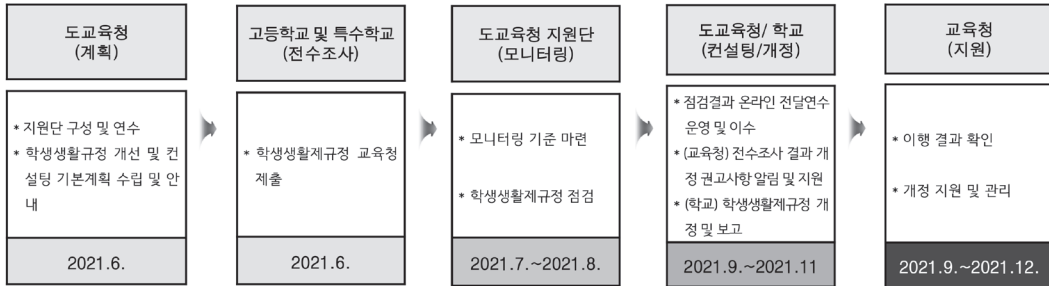 도교육청
(계획)
* 지원단 구성 및 연수
* 학생생활규정 개선 및 컨
설팅 기본계획 수립 및 안
내
2021.6.
고등학교 및 특수학교
(전수조사)
* 학생생활제규정 교육청
제출
2021.6.
도교육청 지원단
(모니터링)
* 모니터링 기준 마련
* 학생생활제규정 점검
2021.7.~2021.8.
도교육청/ 학교
(컨설팅/개정)
* 점검결과 온라인 전달연수
운영 및 이수
* (교육청) 전수조사 결과 개
정 권고사항 알림 및 지원
* (학교) 학생생활제규정 개
정 및 보고
2021.9.~2021.11
교육청
(지원)
* 이행 결과 확인
* 개정 지원 및 관리
2021.9.~2021.12.